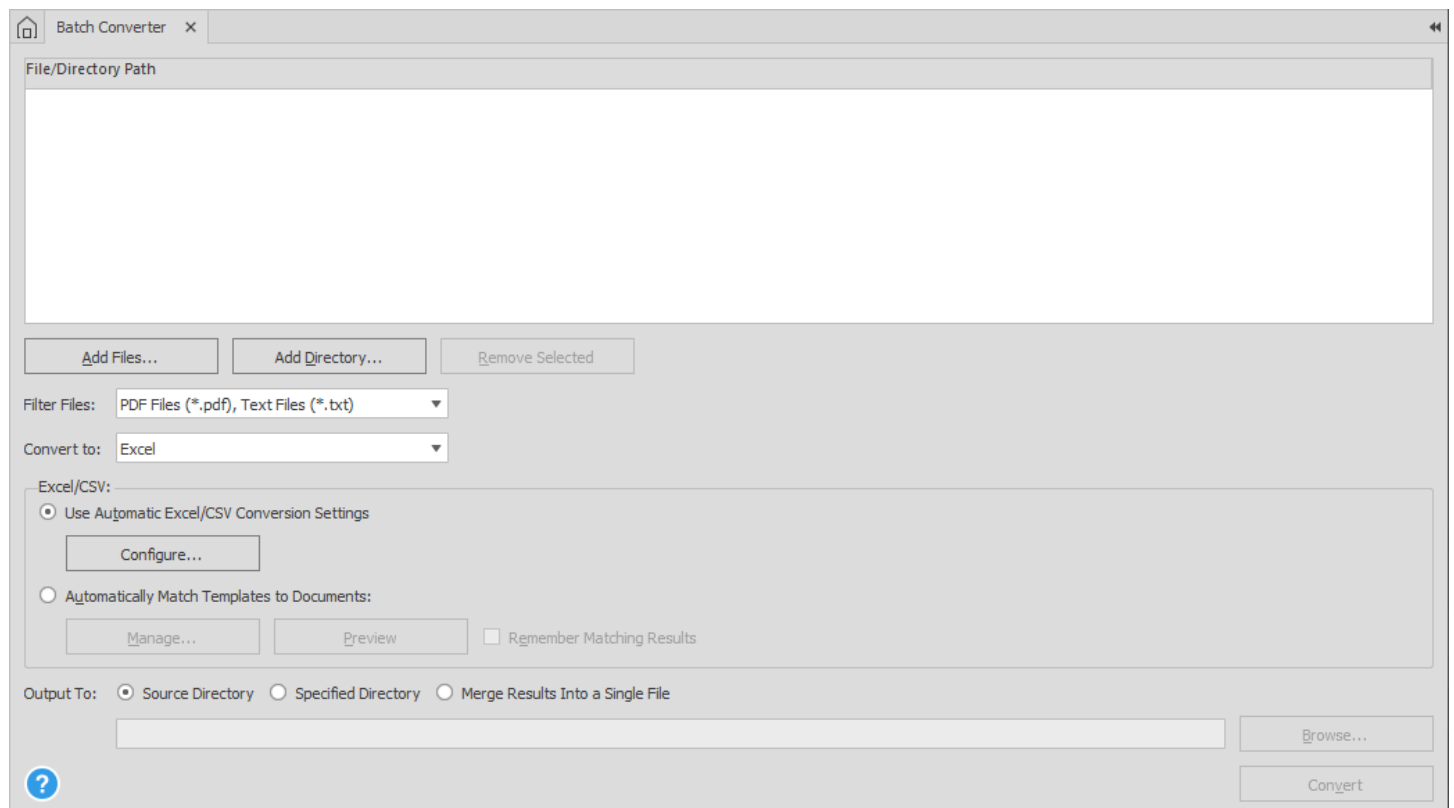 Batch Converter
File/Directory Path
Add Files... Add Directory... Remove Selected
Filter Files: PDF Files (*.pdf), Text Files (*.txt)
Convert to: Excel
Excel/CSV:
Use Automatic Excel/CSV Conversion Settings
Configure...
Automatically Match Templates to Documents:
Manage... Preview Remember Matching Results
Output To: Source Directory Specified Directory Merge Results Into a Single File
Browse...
?
Convert